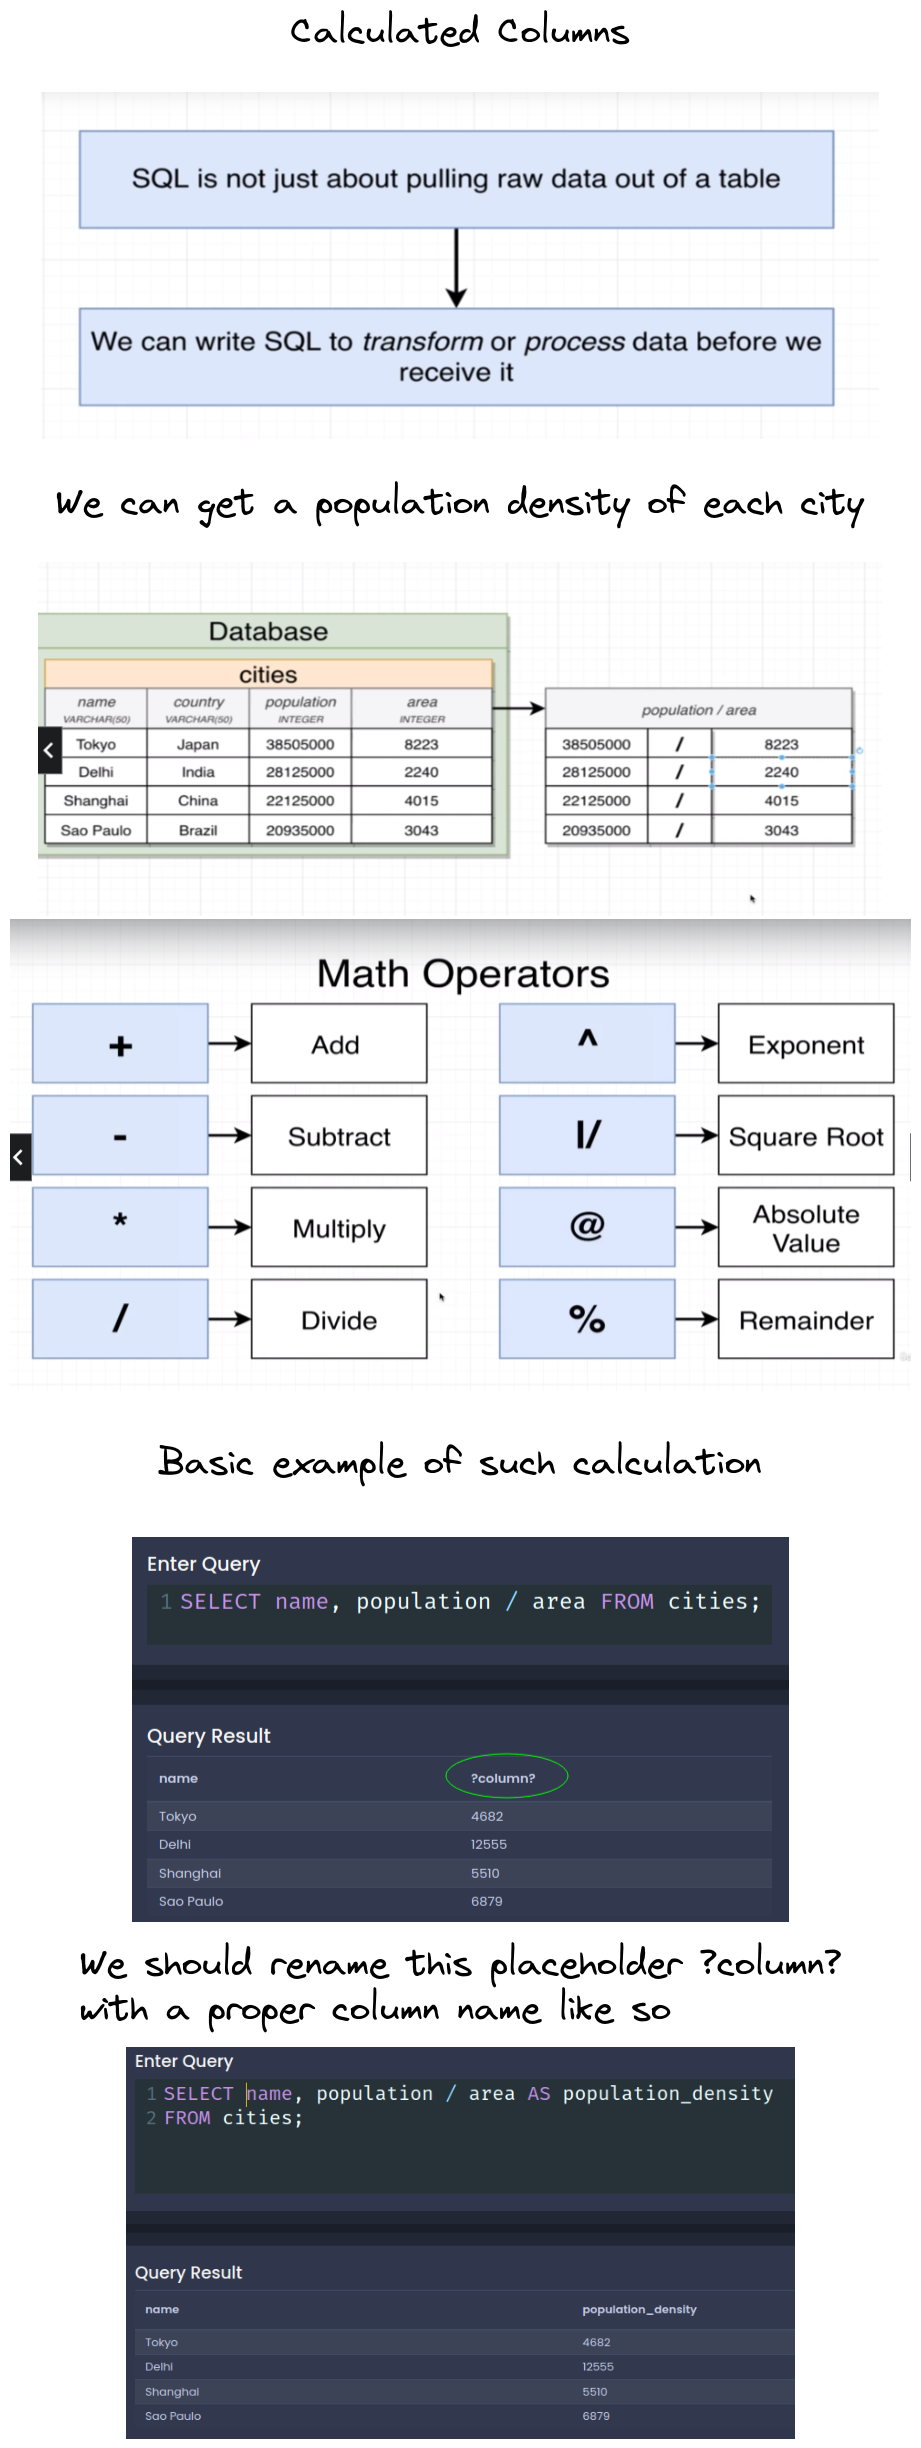 Calculated Columns
SQL is not just about pulling raw data out of a table
We can write SQL to transform or process data before we
receive it
We can get a population density of each city
Database
cities
name country population area
VARCHAR(50) VARCHAR(50) INTEGER INTEGER
population / area
Tokyo Japan 38505000 8223 38505000 / 8223
Delhi India 28125000 2240 28125000 / 2240
Shanghai China 22125000 4015 22125000 / 4015
Sao Paulo Brazil 20935000 3043 20935000 / 3043
Math Operators
+ Add ^ Exponent
- Subtract |/ Square Root
* Multiply @ Absolute
Value
/ Divide % Remainder
Basic example of such calculation
Enter Query
1 SELECT name, population / area FROM cities;
Query Result
name ?column?
Tokyo 4682
Delhi 12555
Shanghai 5510
Sao Paulo 6879
We should rename this placeholder ?column?
with a proper column name like so
Enter Query
1 SELECT name, population / area AS population_density
2 FROM cities;
Query Result
name population_density
Tokyo 4682
Delhi 12555
Shanghai 5510
Sao Paulo 6879